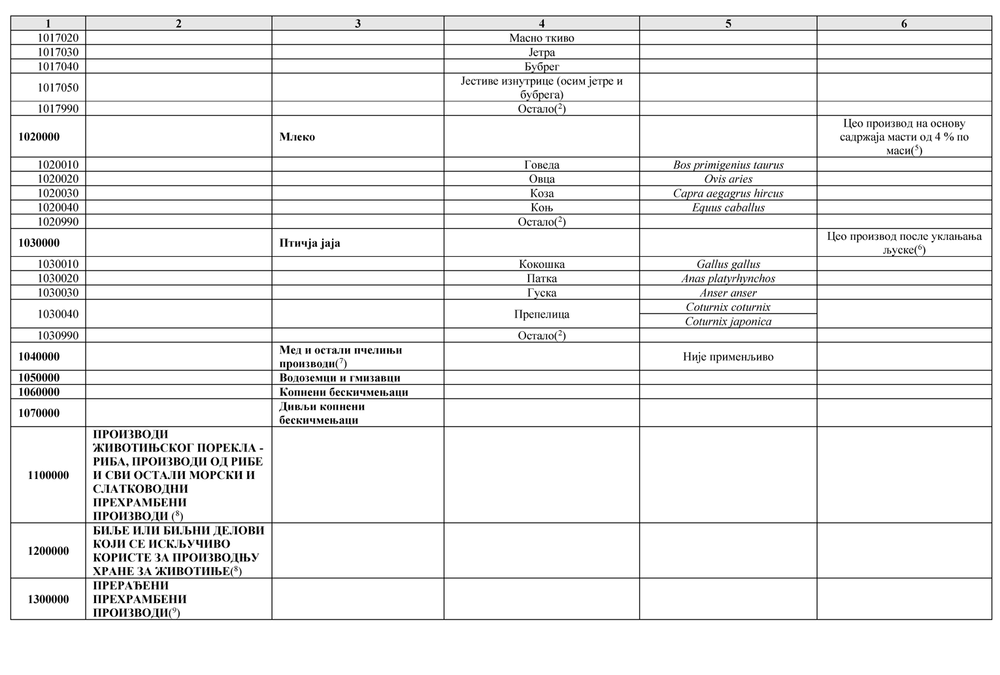 1 2 3 4 5 6
1017020 Масно ткиво
1017030 Јетра
1017040 Бубрег
1017050 Јестиве изнутрице (осим јетре и
бубрега)
1017990 Остало(2)
1020000 Млеко Цео производ на основу
садржаја масти од 4 % по
маси(5)
1020010 Говеда Bos primigenius taurus
1020020 Овца Ovis aries
1020030 Коза Capra aegagrus hircus
1020040 Коњ Equus caballus
1020990 Остало(2)
1030000 Птичја јаја Цео производ после уклањања
љуске(6)
1030010 Кокошка Gallus gallus
1030020 Патка Anas platyrhynchos
1030030 Гуска Anser anser
1030040 Препелица Coturnix coturnix
Coturnix japonica
1030990 Остало(2)
1040000 Мед и остали пчелињи
производи(7) Није применљиво
1050000 Водоземци и гмизавци
1060000 Копнени бескичмењаци
1070000 Дивљи копнени
бескичмењаци
1100000 ПРОИЗВОДИ
ЖИВОТИЊСКОГ ПОРЕКЛА -
РИБА, ПРОИЗВОДИ ОД РИБЕ
И СВИ ОСТАЛИ МОРСКИ И
СЛАТКОВОДНИ
ПРЕХРАМБЕНИ
ПРОИЗВОДИ (8)
1200000 БИЉЕ ИЛИ БИЉНИ ДЕЛОВИ
КОЈИ СЕ ИСКЉУЧИВО
КОРИСТЕ ЗА ПРОИЗВОДЊУ
ХРАНЕ ЗА ЖИВОТИЊЕ(8)
1300000 ПРЕРАЂЕНИ
ПРЕХРАМБЕНИ
ПРОИЗВОДИ(9)